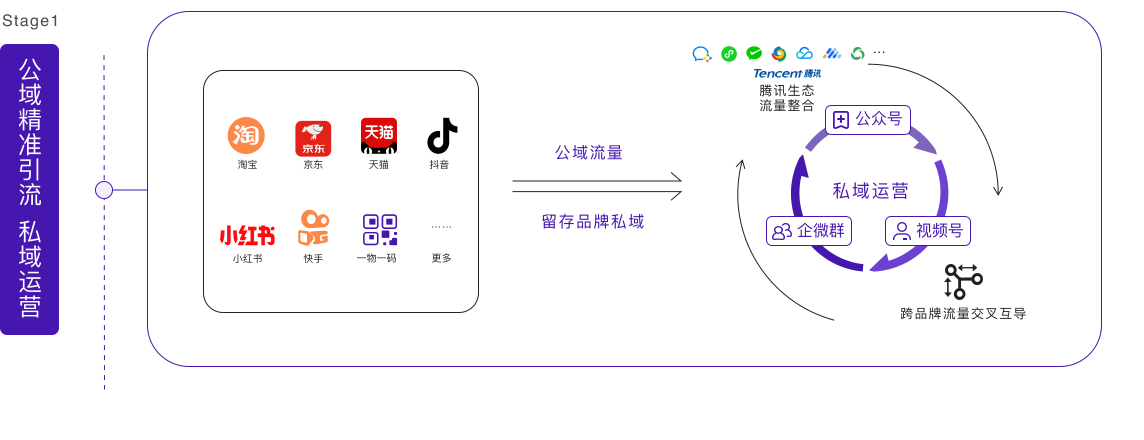 Stage1
公域精准引流 私域运营
淘
淘宝
京东
京东
天猫
天猫
抖音
小红书
小红书
快手
一物一码
……
更多
公域流量
留存品牌私域
…
Tencent 腾讯
腾讯生态
流量整合
公众号
私域运营
企微群
视频号
跨品牌流量交叉互导